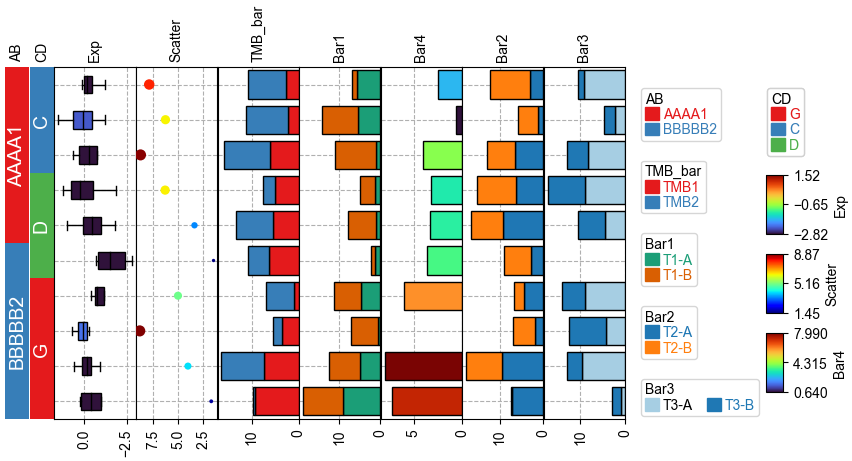 AB
CD
Exp
Scatter
TMB_bar
Bar1
Bar4
Bar2
Bar3
AAAA1
BBBBB2
C
D
G
0.0 -2.5
7.5 5.0 2.5
10 0
10 0
5 0
10 0
10 0
AB
AAAA1
BBBBB2
TMB_bar
TMB1
TMB2
Bar1
T1-A
T1-B
Bar2
T2-A
T2-B
Bar3
T3-A T3-B
CD
G
C
D
1.52
-0.65
-2.82
Exp
8.87
5.16
1.45
Scatter
7.990
4.315
0.640
Bar4